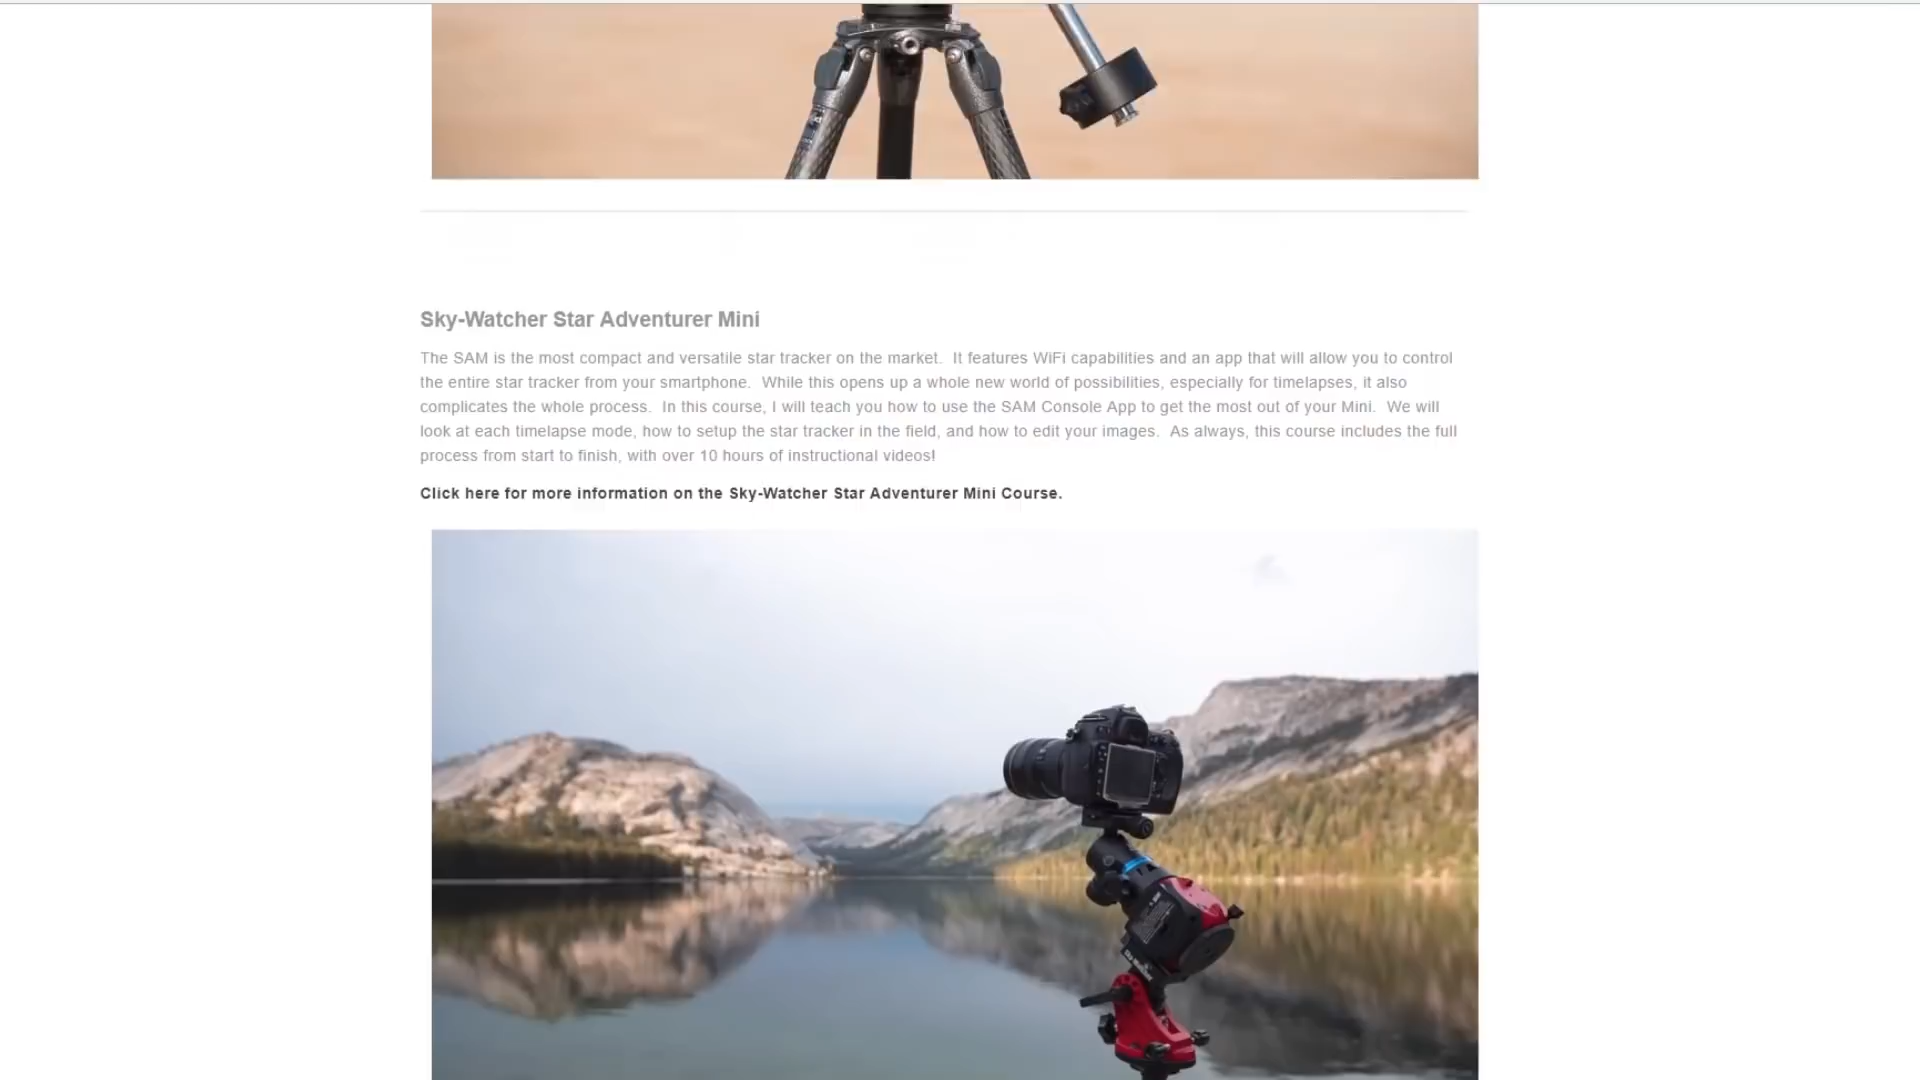 Sky-Watcher Star Adventurer Mini
The SAM is the most compact and versatile star tracker on the market. It features WiFi capabilities and an app that will allow you to control
the entire star tracker from your smartphone. While this opens up a whole new world of possibilities, especially for timelapses, it also
complicates the whole process. In this course, I will teach you how to use the SAM Console App to get the most out of your Mini. We will
look at each timelapse mode, how to setup the star tracker in the field, and how to edit your images. As always, this course includes the full
process from start to finish, with over 10 hours of instructional videos!
Click here for more information on the Sky-Watcher Star Adventurer Mini Course.
Sky-Watcher